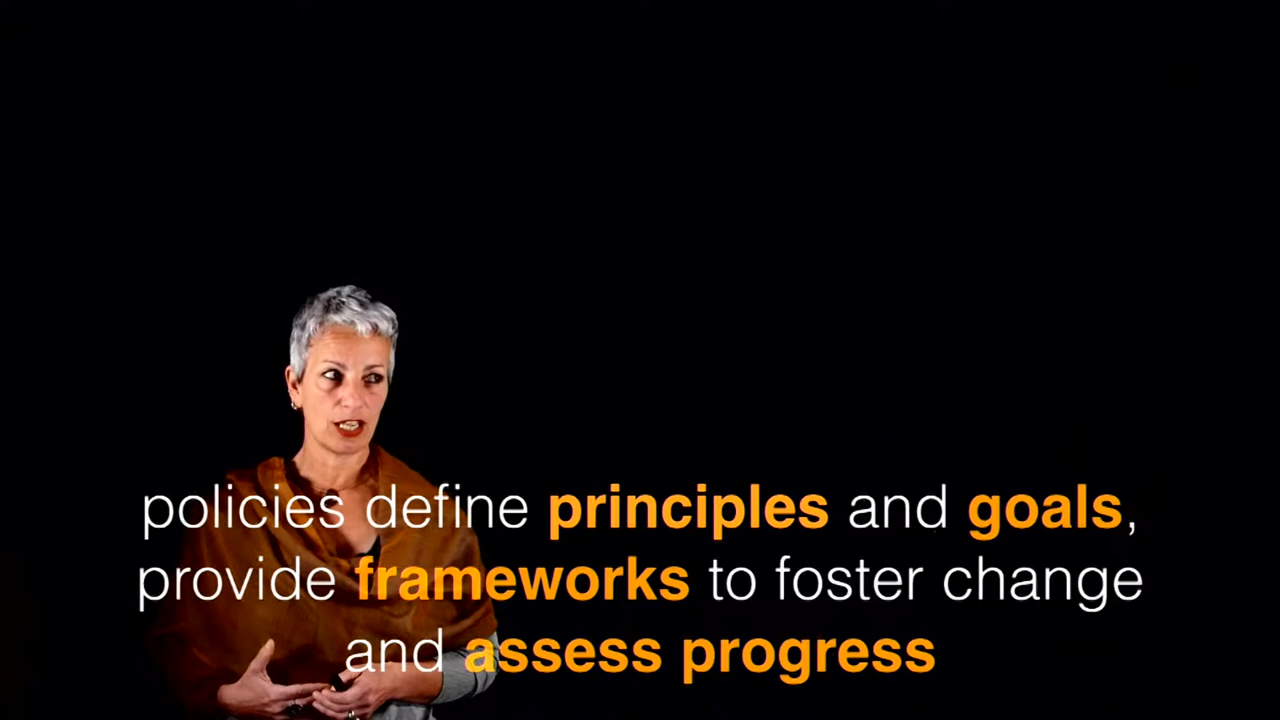 policies define principles and goals,
provide frameworks to foster change
and assess progress